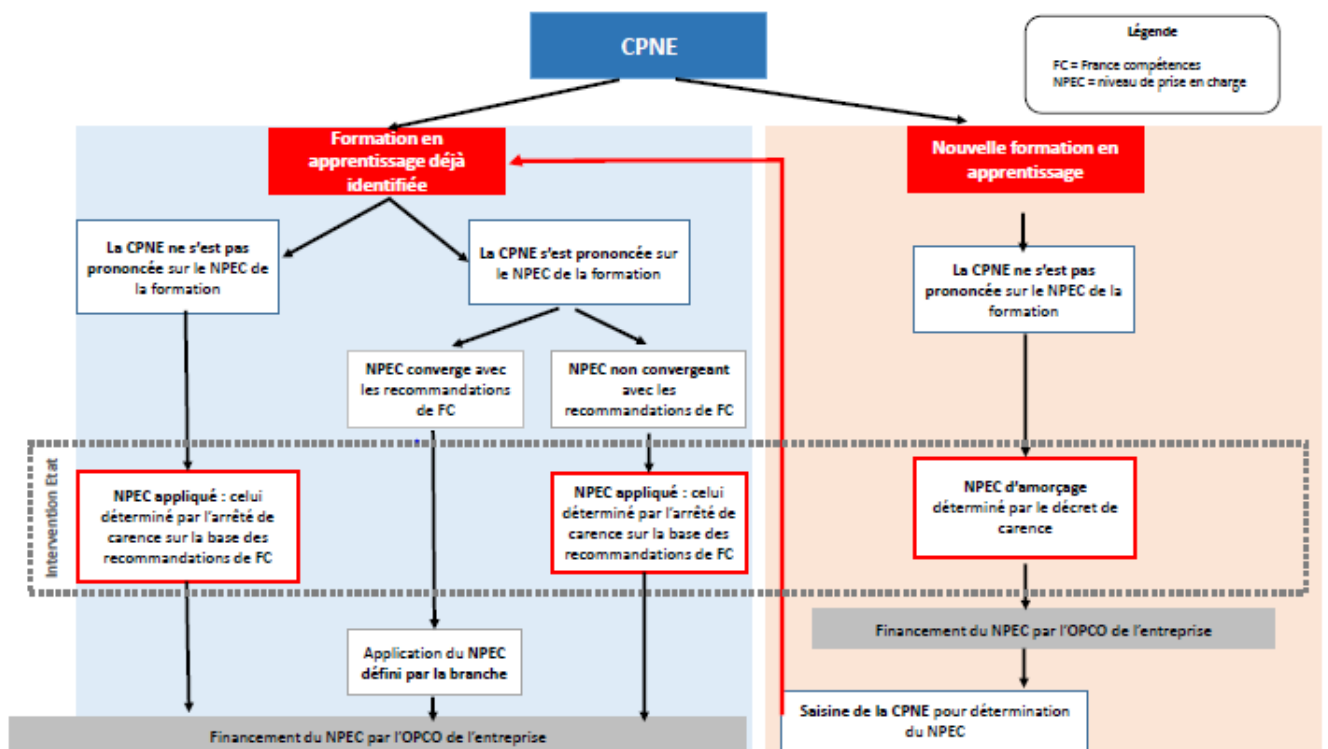 CPNE
Légende
FC = France compétences
NPEC = niveau de prise en charge
Formation en
apprentissage déjà
identifiée
Nouvelle formation en
apprentissage
La CPNE ne s'est pas
prononcée sur le NPEC de
la formation
La CPNE s'est prononcée sur
le NPEC de la formation
La CPNE ne s'est pas
prononcée sur le NPEC de la
formation
NPEC converge avec
les recommandations
de FC
NPEC non convergeant
avec les
recommandations de FC
Intervention Etat
NPEC appliqué : celui
déterminé par l'arrêté de
carence sur la base des
recommandations de FC
NPEC appliqué : celui
déterminé par l'arrêté de
carence sur la base des
recommandations de FC
NPEC d'amorçage
déterminé par le décret de
carence
Financement du NPEC par l'OPCO de l'entreprise
Application du NPEC
défini par la branche
Saisine de la CPNE pour détermination
du NPEC
Financement du NPEC par l'OPCO de l'entreprise